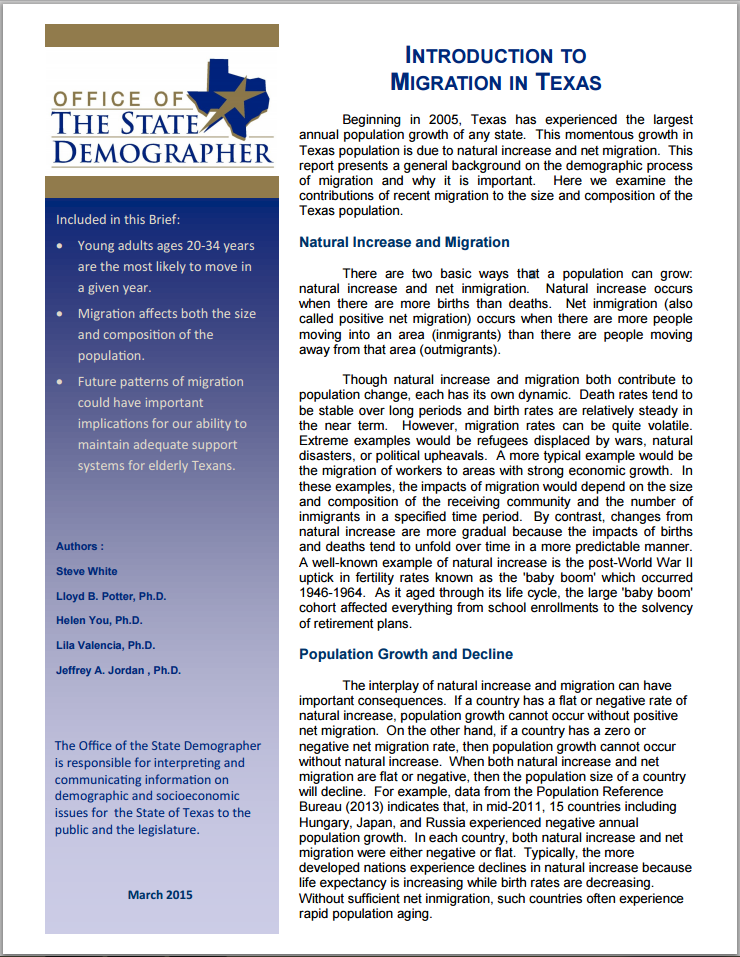 OFFICE OF
THE STATE
DEMOGRAPHER
Included in this Brief:
• Young adults ages 20-34 years
are the most likely to move in
a given year.
• Migration affects both the size
and composition of the
population.
• Future patterns of migration
could have important
implications for our ability to
maintain adequate support
systems for elderly Texans.
Authors :
Steve White
Lloyd B. Potter, Ph.D.
Helen You, Ph.D.
Lila Valencia, Ph.D.
Jeffrey A. Jordan , Ph.D.
The Office of the State Demographer
is responsible for interpreting and
communicating information on
demographic and socioeconomic
issues for the State of Texas to the
public and the legislature.
March 2015
INTRODUCTION TO
MIGRATION IN TEXAS
Beginning in 2005, Texas has experienced the largest
annual population growth of any state. This momentous growth in
Texas population is due to natural increase and net migration. This
report presents a general background on the demographic process
of migration and why it is important. Here we examine the
contributions of recent migration to the size and composition of the
Texas population.
Natural Increase and Migration
There are two basic ways that a population can grow:
natural increase and net inmigration. Natural increase occurs
when there are more births than deaths. Net inmigration (also
called positive net migration) occurs when there are more people
moving into an area (inmigrants) than there are people moving
away from that area (outmigrants).
Though natural increase and migration both contribute to
population change, each has its own dynamic. Death rates tend to
be stable over long periods and birth rates are relatively steady in
the near term. However, migration rates can be quite volatile.
Extreme examples would be refugees displaced by wars, natural
disasters, or political upheavals. A more typical example would be
the migration of workers to areas with strong economic growth. In
these examples, the impacts of migration would depend on the size
and composition of the receiving community and the number of
inmigrants in a specified time period. By contrast, changes from
natural increase are more gradual because the impacts of births
and deaths tend to unfold over time in a more predictable manner.
A well-known example of natural increase is the post-World War II
uptick in fertility rates known as the 'baby boom' which occurred
1946-1964. As it aged through its life cycle, the large 'baby boom'
cohort affected everything from school enrollments to the solvency
of retirement plans.
Population Growth and Decline
The interplay of natural increase and migration can have
important consequences. If a country has a flat or negative rate of
natural increase, population growth cannot occur without positive
net migration. On the other hand, if a country has a zero or
negative net migration rate, then population growth cannot occur
without natural increase. When both natural increase and net
migration are flat or negative, then the population size of a country
will decline. For example, data from the Population Reference
Bureau (2013) indicates that, in mid-2011, 15 countries including
Hungary, Japan, and Russia experienced negative annual
population growth. In each country, both natural increase and net
migration were either negative or flat. Typically, the more
developed nations experience declines in natural increase because
life expectancy is increasing while birth rates are decreasing.
Without sufficient net inmigration, such countries often experience
rapid population aging.